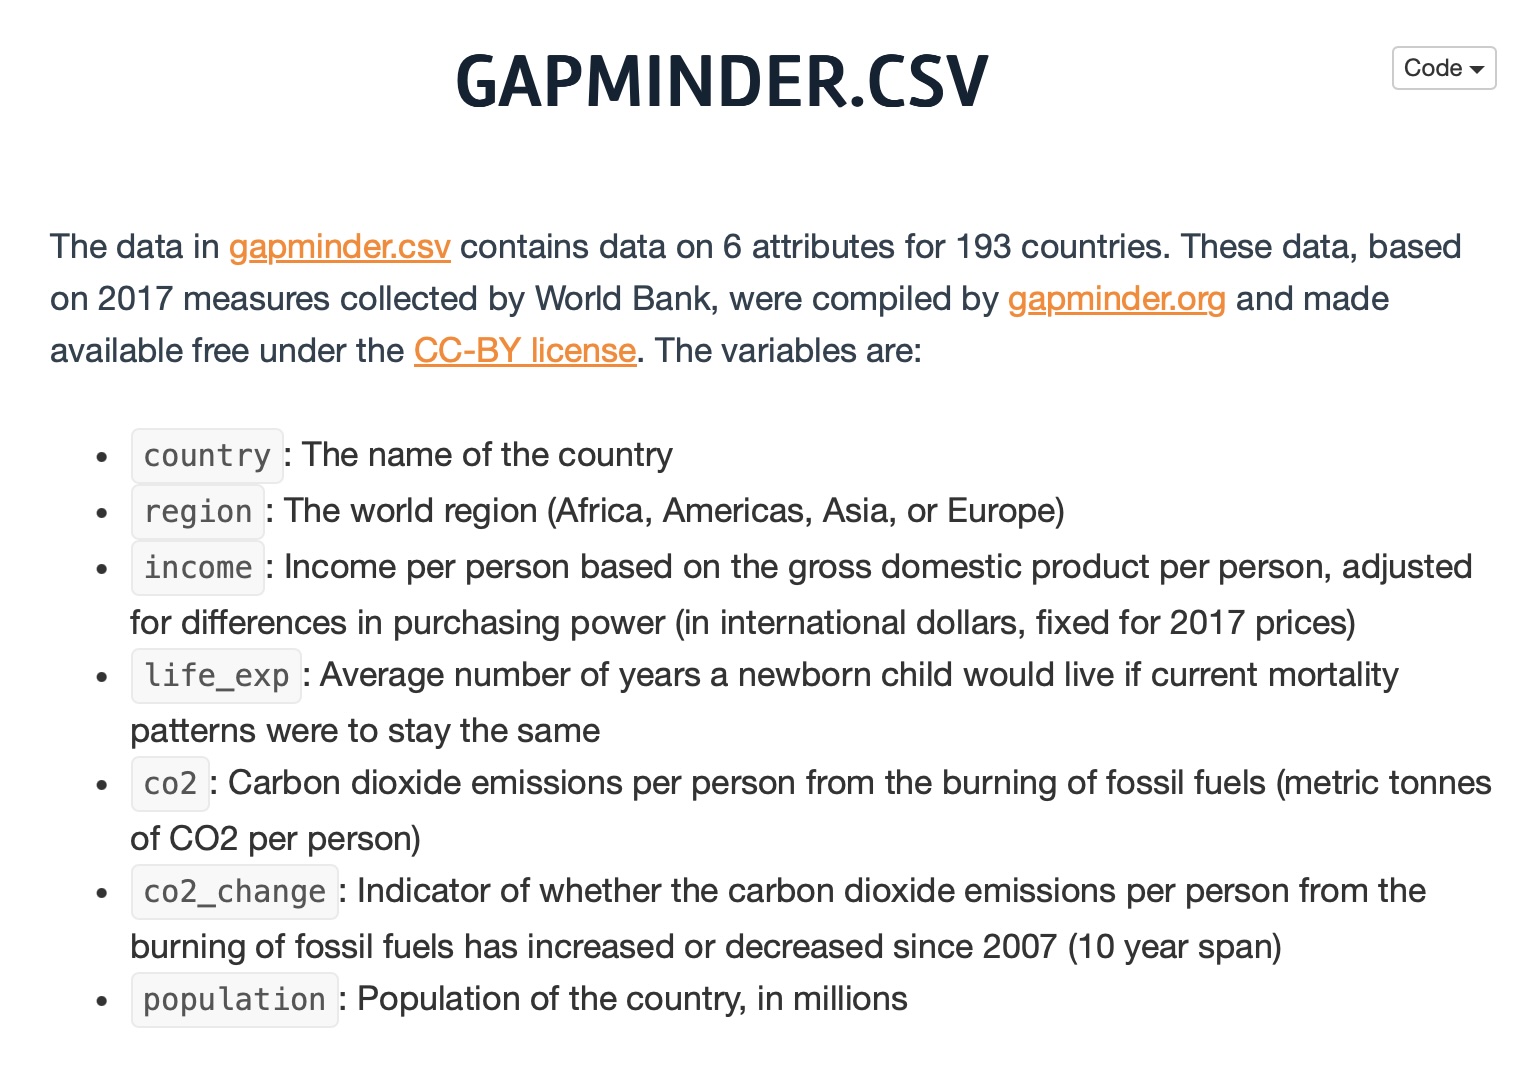 GAPMINDER.CSV
Code
The data in gapminder.csv contains data on 6 attributes for 193 countries. These data, based
on 2017 measures collected by World Bank, were compiled by gapminder.org and made
available free under the CC-BY license. The variables are:
• country: The name of the country
• region: The world region (Africa, Americas, Asia, or Europe)
• income: Income per person based on the gross domestic product per person, adjusted
for differences in purchasing power (in international dollars, fixed for 2017 prices)
• life_exp: Average number of years a newborn child would live if current mortality
patterns were to stay the same
• co2: Carbon dioxide emissions per person from the burning of fossil fuels (metric tonnes
of CO2 per person)
• co2_change: Indicator of whether the carbon dioxide emissions per person from the
burning of fossil fuels has increased or decreased since 2007 (10 year span)
• population: Population of the country, in millions